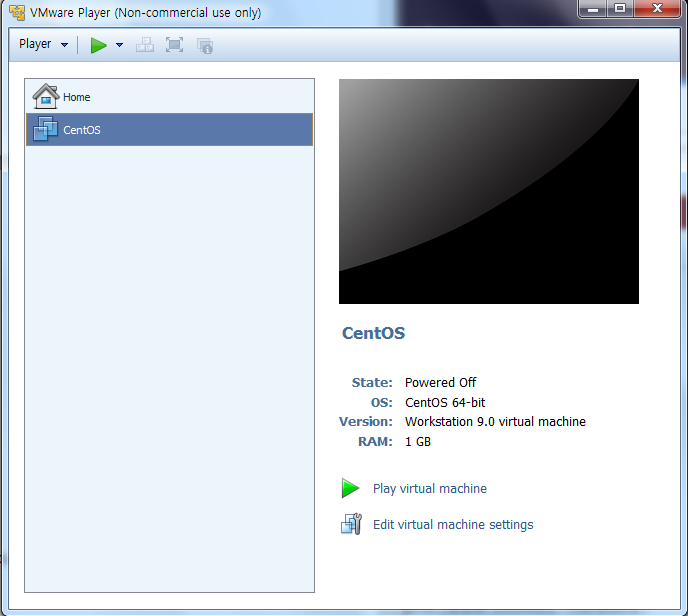 VMware Player (Non-commercial use only)
Player
Home
CentOS
CentOS
State: Powered Off
OS: CentOS 64-bit
Version: Workstation 9.0 virtual machine
RAM: 1 GB
Play virtual machine
Edit virtual machine settings